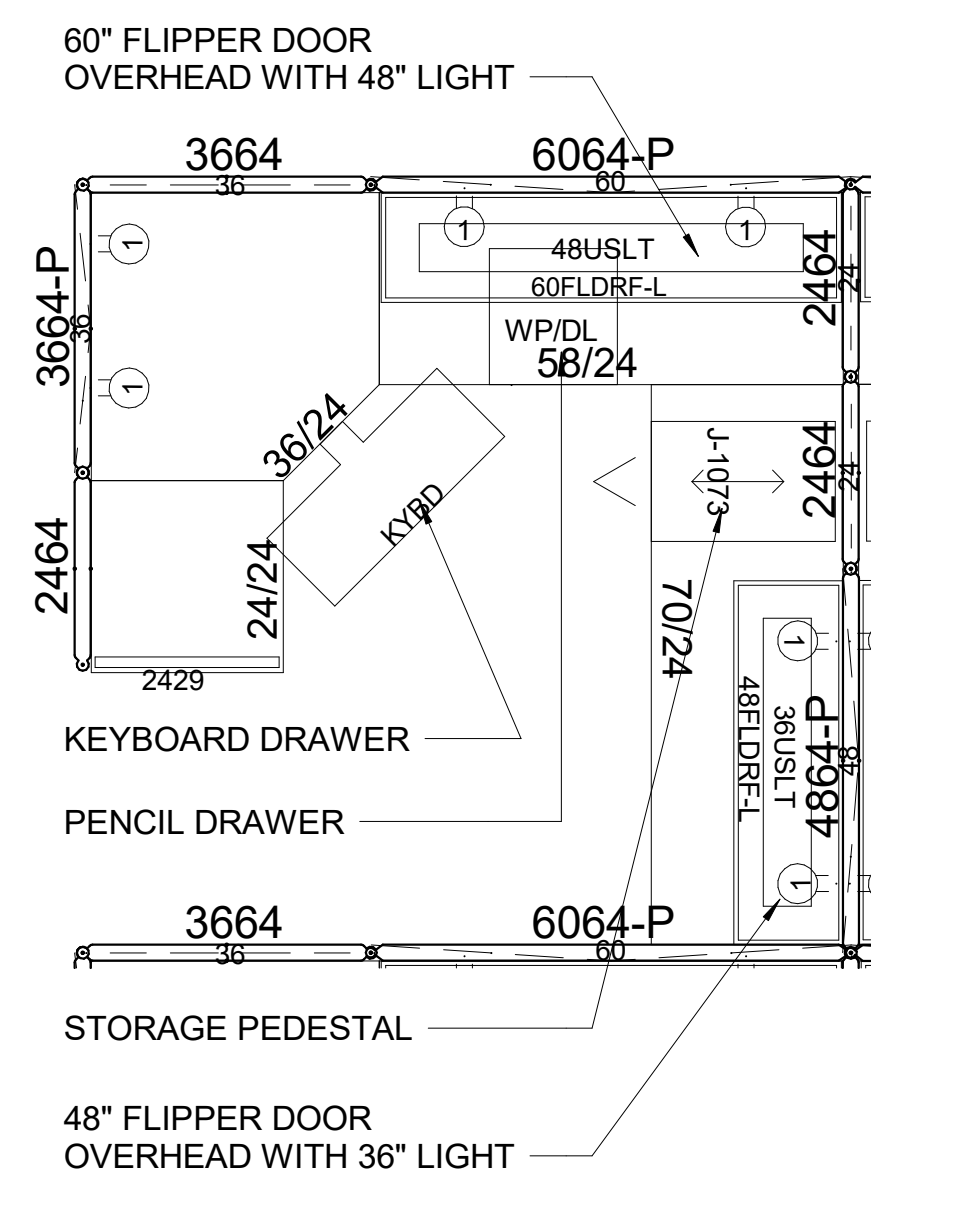 60" FLIPPER DOOR
OVERHEAD WITH 48" LIGHT
3664
6064-P
36
60
1
1
1
48USLT
2464
24
60FLDRF-L
3664-P
36
WP/DL
58/24
1
36/24
J-1073
2464
24
KYBD
2464
24/24
70/24
2429
1
48FLDRF-L
36USLT
4864-P
48
KEYBOARD DRAWER
PENCIL DRAWER
1
3664
6064-P
36
60
STORAGE PEDESTAL
48" FLIPPER DOOR
OVERHEAD WITH 36" LIGHT